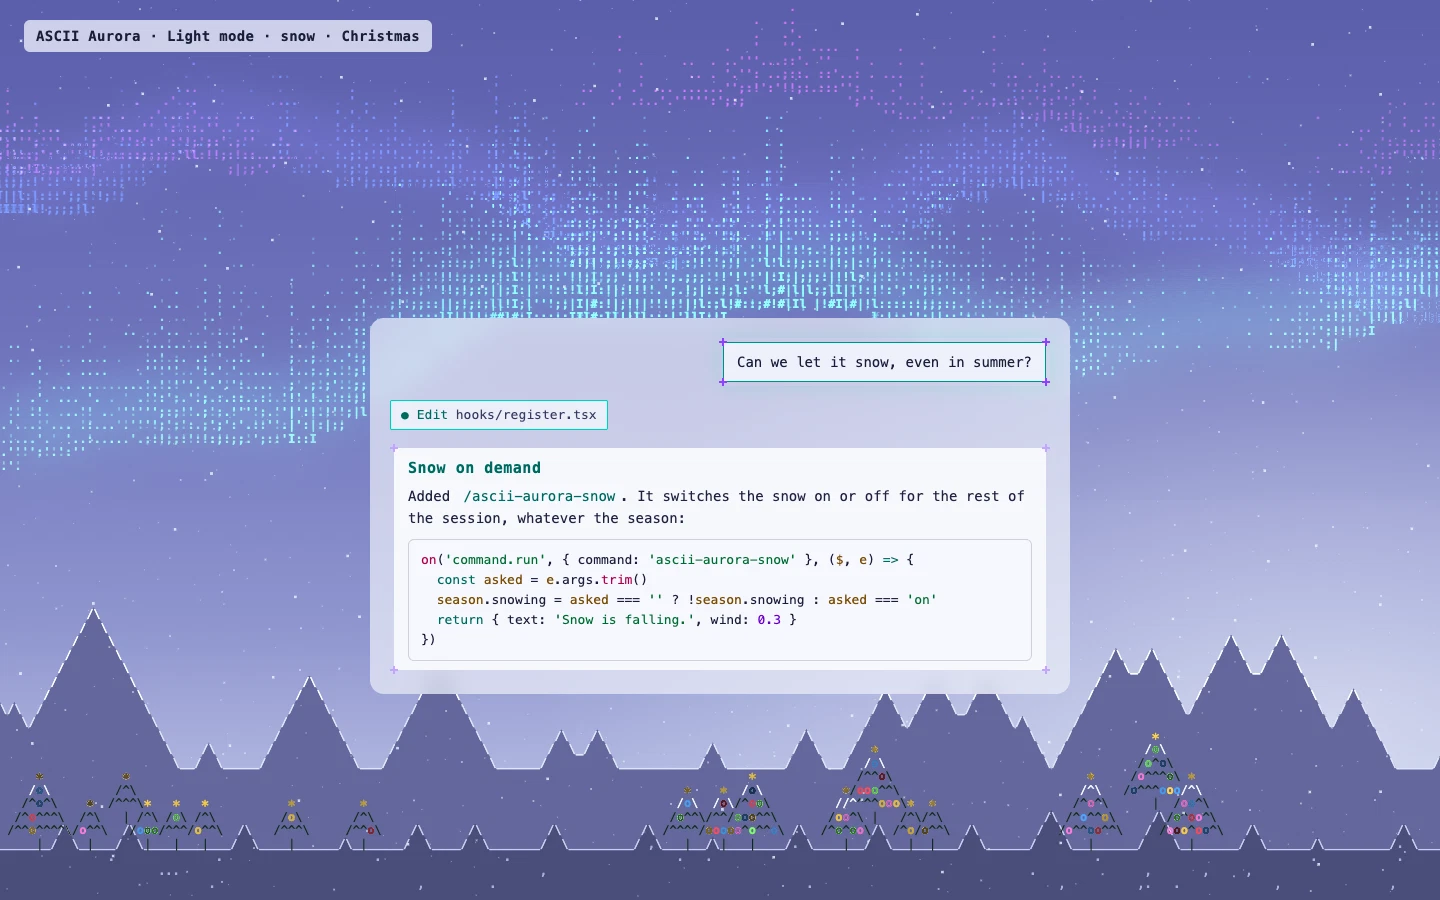 ASCII Aurora · Light mode · snow · Christmas
Can we let it snow, even in summer?
● Edit hooks/register.tsx
Snow on demand
Added /ascii-aurora-snow. It switches the snow on or off for the rest of
the session, whatever the season:
on('command.run', { command: 'ascii-aurora-snow' }, ($, e) => {
  const asked = e.args.trim()
  season.snowing = asked === '' ? !season.snowing : asked === 'on'
  return { text: 'Snow is falling.', wind: 0.3 }
})